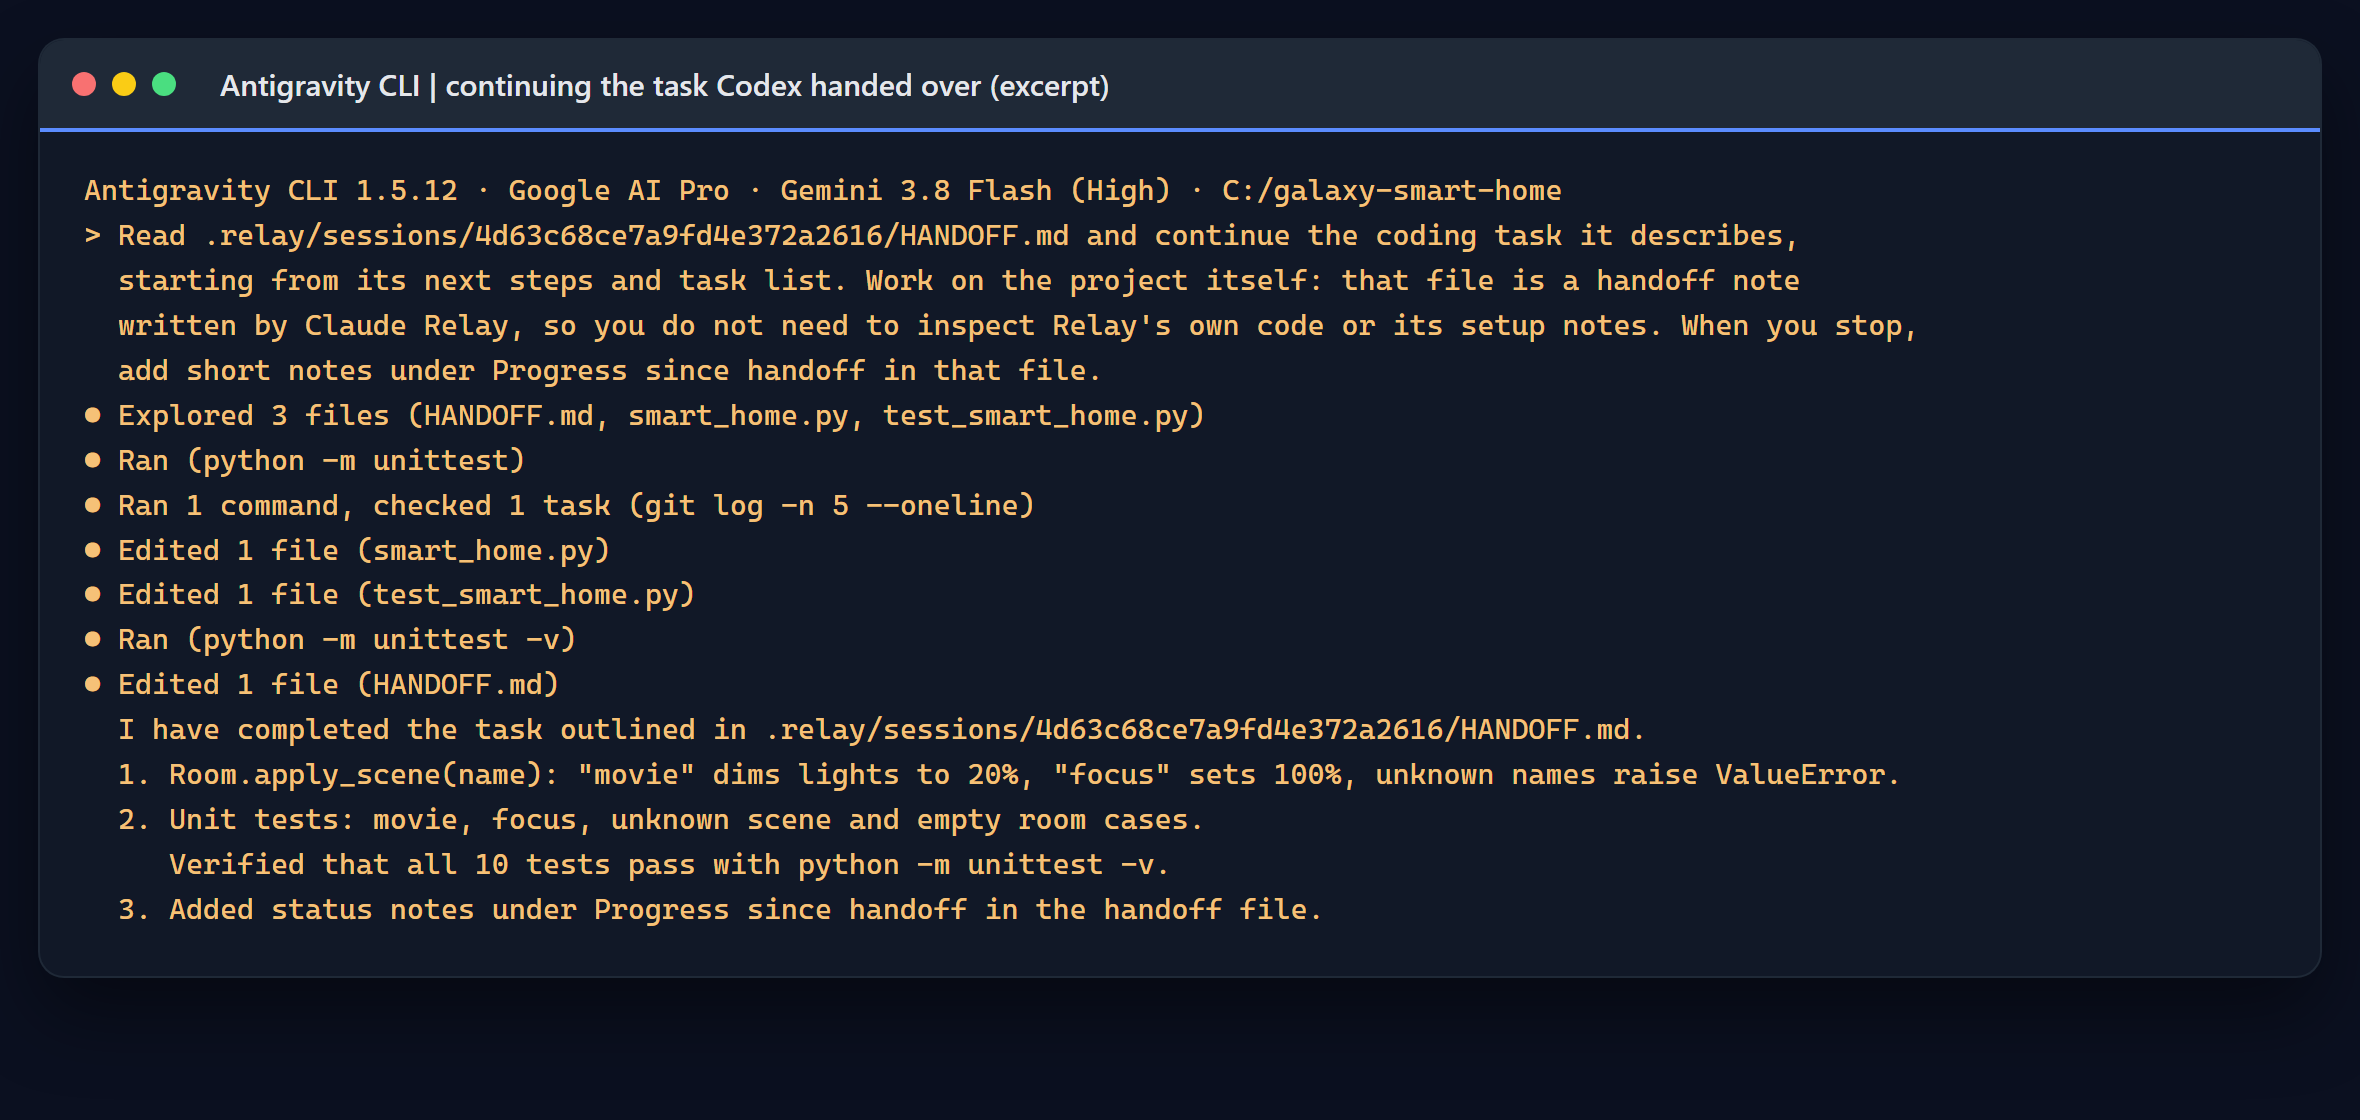 Antigravity CLI | continuing the task Codex handed over (excerpt)
Antigravity CLI 1.5.12 · Google AI Pro · Gemini 3.8 Flash (High) · C:/galaxy-smart-home
> Read .relay/sessions/4d63c68ce7a9fd4e372a2616/HANDOFF.md and continue the coding task it describes,
starting from its next steps and task list. Work on the project itself: that file is a handoff note
written by Claude Relay, so you do not need to inspect Relay's own code or its setup notes. When you stop,
add short notes under Progress since handoff in that file.
● Explored 3 files (HANDOFF.md, smart_home.py, test_smart_home.py)
● Ran (python -m unittest)
● Ran 1 command, checked 1 task (git log -n 5 --oneline)
● Edited 1 file (smart_home.py)
● Edited 1 file (test_smart_home.py)
● Ran (python -m unittest -v)
● Edited 1 file (HANDOFF.md)
I have completed the task outlined in .relay/sessions/4d63c68ce7a9fd4e372a2616/HANDOFF.md.
1. Room.apply_scene(name): "movie" dims lights to 20%, "focus" sets 100%, unknown names raise ValueError.
2. Unit tests: movie, focus, unknown scene and empty room cases.
Verified that all 10 tests pass with python -m unittest -v.
3. Added status notes under Progress since handoff in the handoff file.